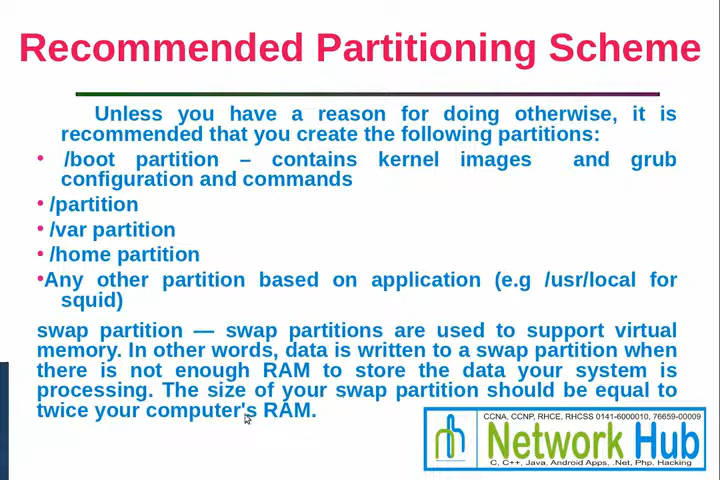 Recommended Partitioning Scheme
Unless you have a reason for doing otherwise, it is
recommended that you create the following partitions:
• /boot partition – contains kernel images and grub
configuration and commands
• /partition
• /var partition
• /home partition
•Any other partition based on application (e.g /usr/local for
squid)
swap partition — swap partitions are used to support virtual
memory. In other words, data is written to a swap partition when
there is not enough RAM to store the data your system is
processing. The size of your swap partition should be equal to
twice your computer's RAM.
CCNA, CCNP, RHCE, RHCSS 0141-6000010, 76659-00009
Network Hub
C, C++, Java, Android Apps, .Net, Php, Hacking